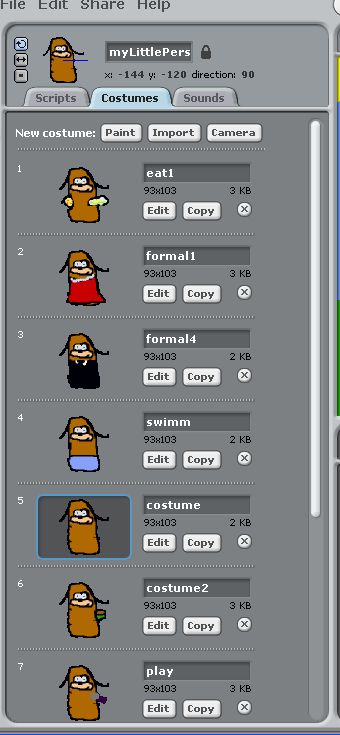 File Edit Share Help
myLittlePers
x: -144 y: -120 direction: 90
Scripts Costumes Sounds
New costume: Paint Import Camera
1 eat1
93x103 3 KB
Edit Copy
2 formal1
93x103 3 KB
Edit Copy
3 formal4
93x103 2 KB
Edit Copy
4 swimm
93x103 2 KB
Edit Copy
5 costume
93x103 2 KB
Edit Copy
6 costume2
93x103 3 KB
Edit Copy
7 play
93x103 3 KB
Edit Copy